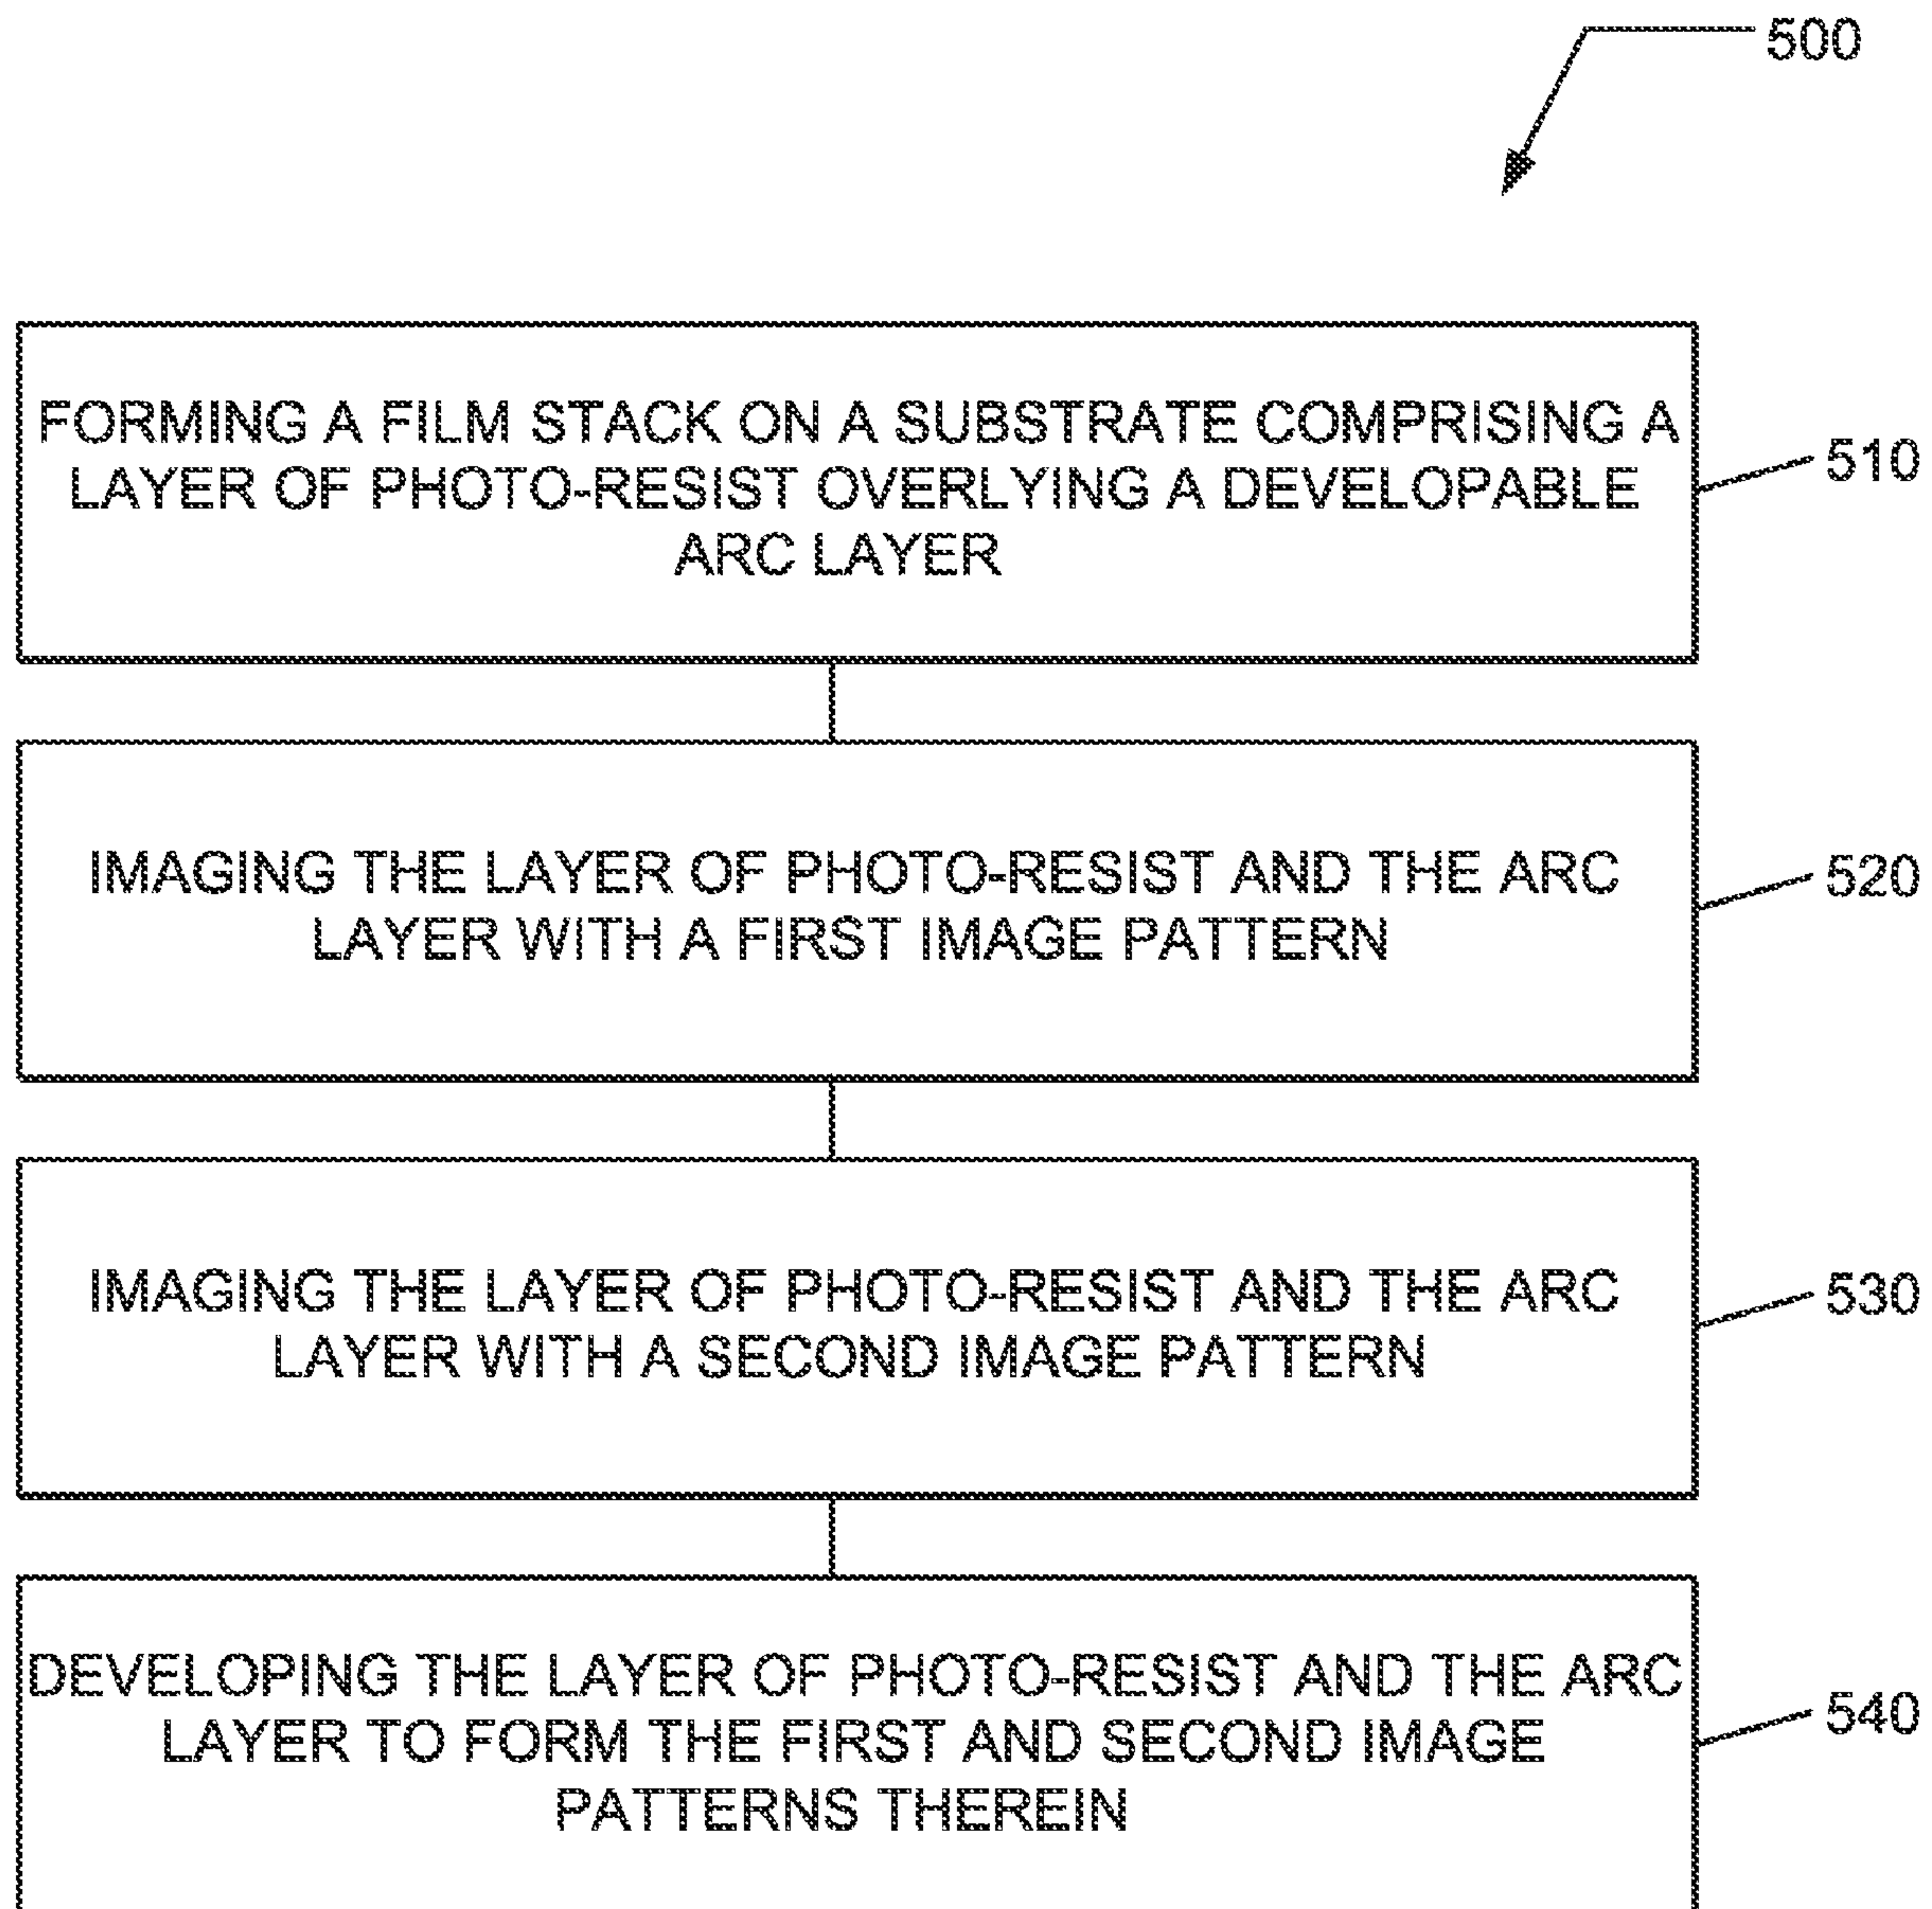 500
FORMING A FILM STACK ON A SUBSTRATE COMPRISING A
LAYER OF PHOTO-RESIST OVERLYING A DEVELOPABLE
ARC LAYER
510
IMAGING THE LAYER OF PHOTO-RESIST AND THE ARC
LAYER WITH A FIRST IMAGE PATTERN
520
IMAGING THE LAYER OF PHOTO-RESIST AND THE ARC
LAYER WITH A SECOND IMAGE PATTERN
530
DEVELOPING THE LAYER OF PHOTO-RESIST AND THE ARC
LAYER TO FORM THE FIRST AND SECOND IMAGE
PATTERNS THEREIN
540